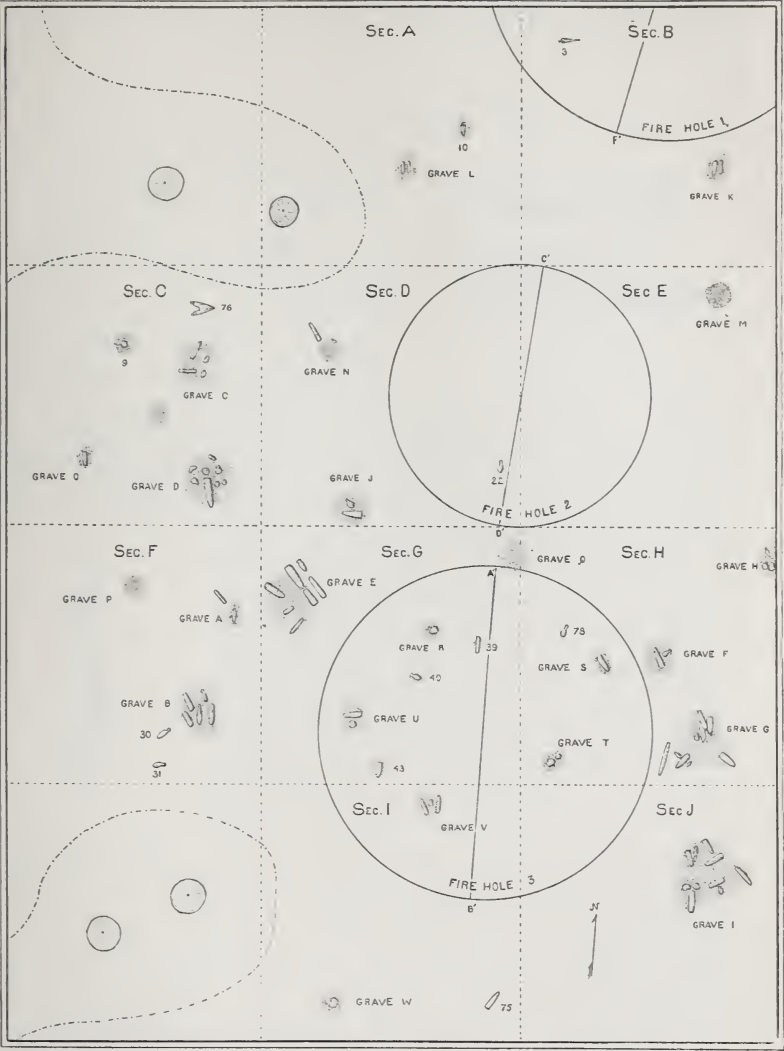 SEC. A
SEC. B
3
FIRE HOLE 1
F'
10
GRAVE L
GRAVE K
C'
SEC. C
SEC. D
SEC E
76
GRAVE M
9
GRAVE N
GRAVE C
GRAVE O
GRAVE D
GRAVE J
22
FIRE HOLE 2
D'
SEC. F
SEC. G
SEC. H
GRAVE Q
GRAVE H
A'
GRAVE P
GRAVE E
GRAVE A
GRAVE R
39
78
GRAVE S
GRAVE F
40
GRAVE B
GRAVE U
GRAVE G
30
GRAVE T
31
43
SEC. I
SEC J
GRAVE V
FIRE HOLE 3
B'
N
GRAVE I
GRAVE W
75